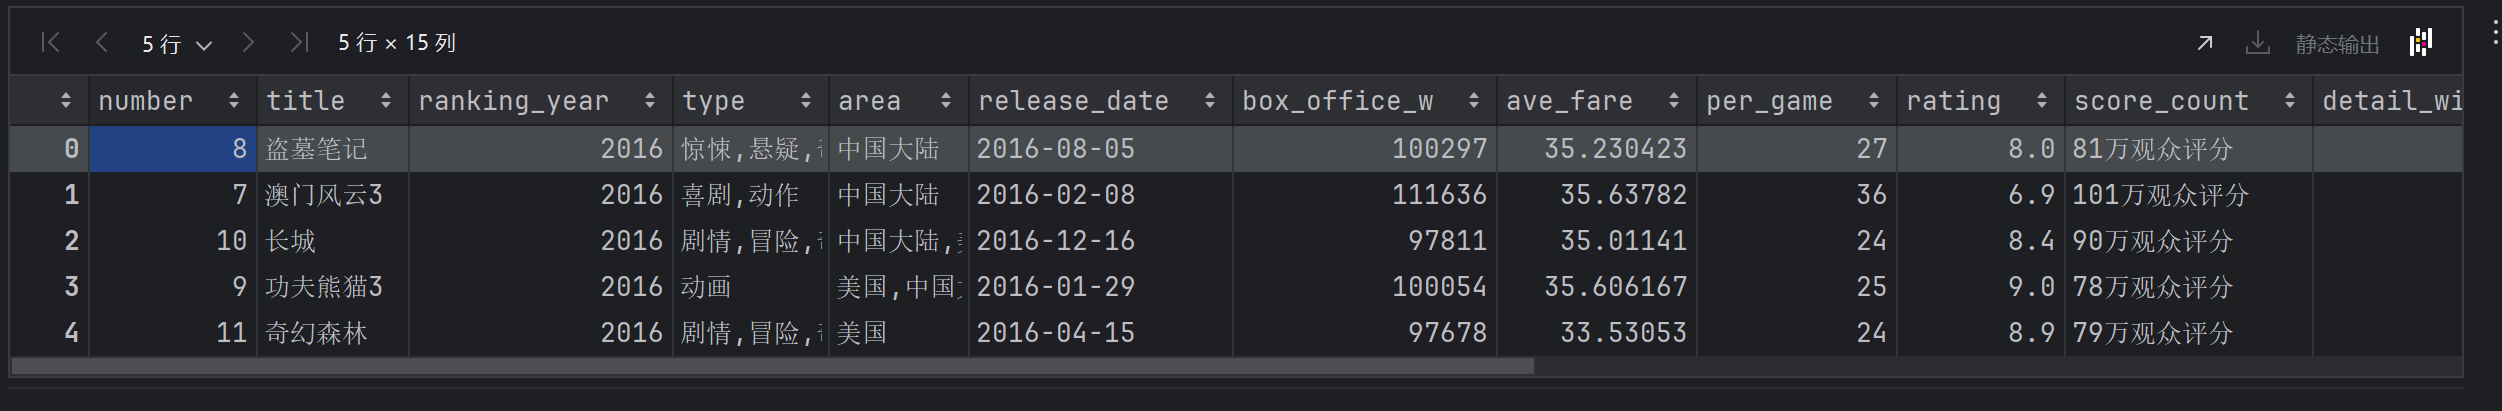 5 行 5 行 × 15 列 静态输出
number title ranking_year type area release_date box_office_w ave_fare per_game rating score_count detail_wi
0 8 盗墓笔记 2016 惊悚,悬疑, 中国大陆 2016-08-05 100297 35.230423 27 8.0 81万观众评分
1 7 澳门风云3 2016 喜剧,动作 中国大陆 2016-02-08 111636 35.63782 36 6.9 101万观众评分
2 10 长城 2016 剧情,冒险, 中国大陆, 2016-12-16 97811 35.01141 24 8.4 90万观众评分
3 9 功夫熊猫3 2016 动画 美国,中国 2016-01-29 100054 35.606167 25 9.0 78万观众评分
4 11 奇幻森林 2016 剧情,冒险, 美国 2016-04-15 97678 33.53053 24 8.9 79万观众评分